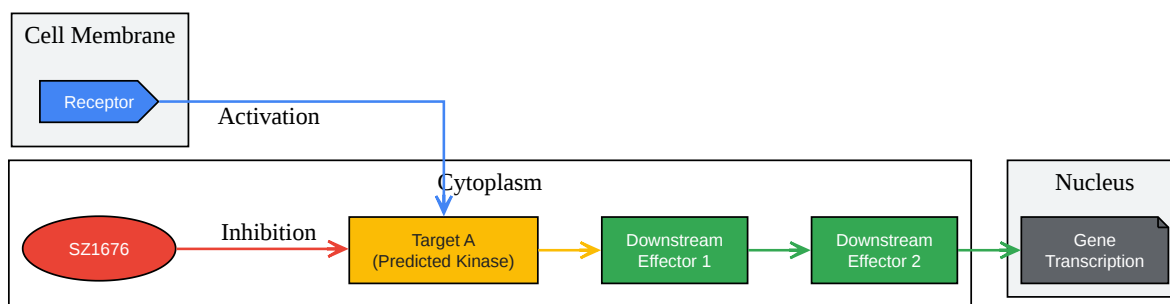 Cell Membrane
Receptor
Activation
Cytoplasm
Nucleus
SZ1676
Inhibition
Target A
(Predicted Kinase)
Downstream
Effector 1
Downstream
Effector 2
Gene
Transcription